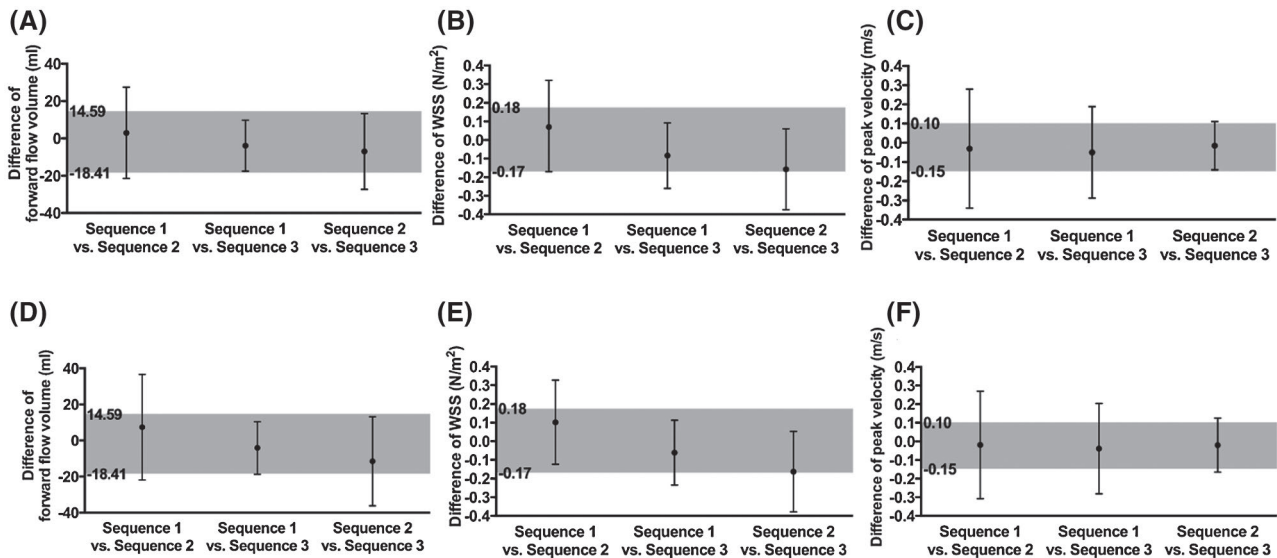 (A)
Difference of
forward flow volume (ml)
40
20
0
-20
-40
14.59
-18.41
Sequence 1
vs. Sequence 2
Sequence 1
vs. Sequence 3
Sequence 2
vs. Sequence 3
(B)
Difference of WSS (N/m²)
0.4
0.3
0.2
0.1
0.0
-0.1
-0.2
-0.3
-0.4
0.18
-0.17
Sequence 1
vs. Sequence 2
Sequence 1
vs. Sequence 3
Sequence 2
vs. Sequence 3
(C)
Difference of peak velocity (m/s)
0.4
0.3
0.2
0.1
0.0
-0.1
-0.2
-0.3
-0.4
0.10
-0.15
Sequence 1
vs. Sequence 2
Sequence 1
vs. Sequence 3
Sequence 2
vs. Sequence 3
(D)
Difference of
forward flow volume (ml)
40
20
0
-20
-40
14.59
-18.41
Sequence 1
vs. Sequence 2
Sequence 1
vs. Sequence 3
Sequence 2
vs. Sequence 3
(E)
Difference of WSS (N/m²)
0.4
0.3
0.2
0.1
0.0
-0.1
-0.2
-0.3
-0.4
0.18
-0.17
Sequence 1
vs. Sequence 2
Sequence 1
vs. Sequence 3
Sequence 2
vs. Sequence 3
(F)
Difference of peak velocity (m/s)
0.4
0.3
0.2
0.1
0.0
-0.1
-0.2
-0.3
-0.4
0.10
-0.15
Sequence 1
vs. Sequence 2
Sequence 1
vs. Sequence 3
Sequence 2
vs. Sequence 3